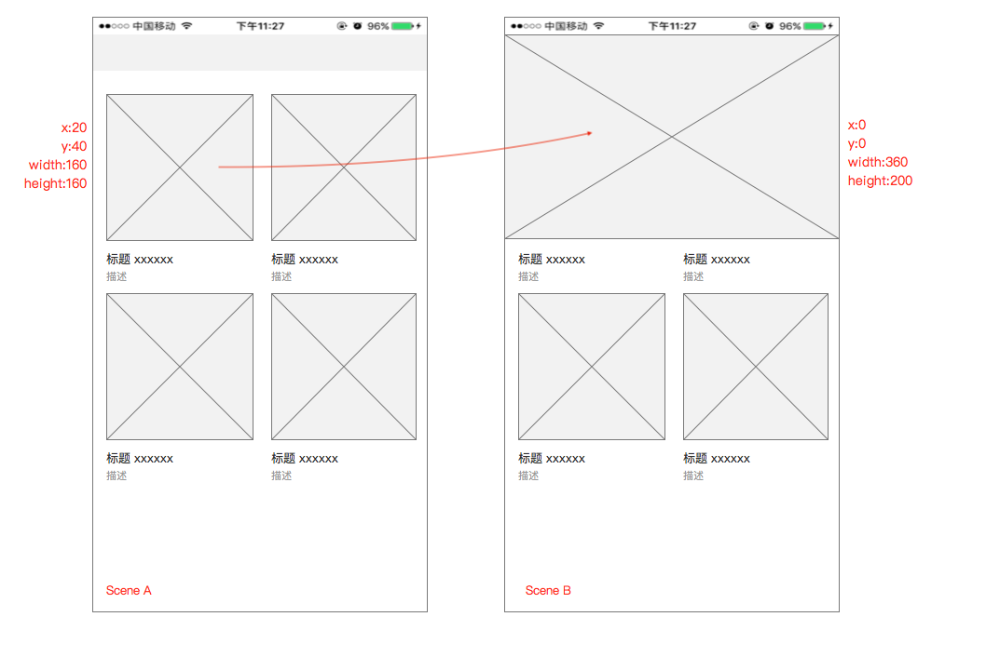 中国移动 下午11:27 96%
x:20
y:40
width:160
height:160
标题 xxxxxx 标题 xxxxxx
描述 描述
标题 xxxxxx 标题 xxxxxx
描述 描述
Scene A
中国移动 下午11:27 96%
x:0
y:0
width:360
height:200
标题 xxxxxx 标题 xxxxxx
描述 描述
标题 xxxxxx 标题 xxxxxx
描述 描述
Scene B